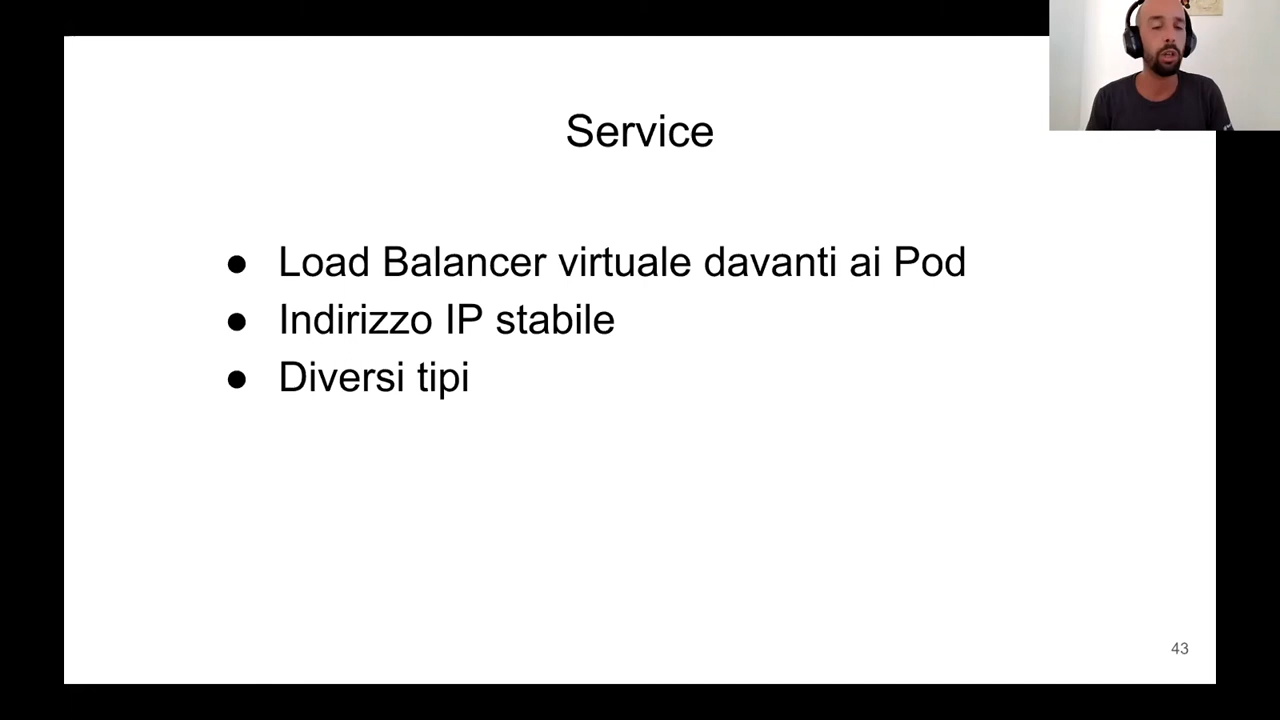 Service
● Load Balancer virtuale davanti ai Pod
● Indirizzo IP stabile
● Diversi tipi
43